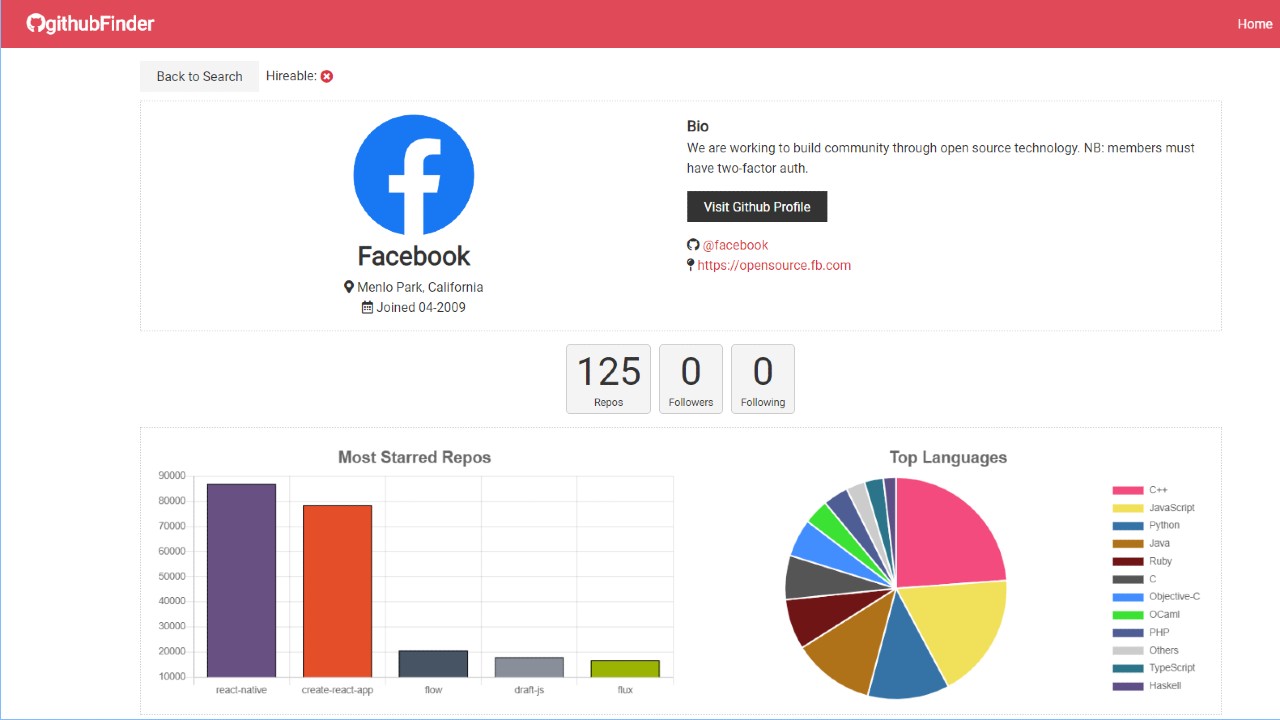 githubFinder
Home
Back to Search
Hireable:
Facebook
Menlo Park, California
Joined 04-2009
Bio
We are working to build community through open source technology. NB: members must
have two-factor auth.
Visit Github Profile
@facebook
https://opensource.fb.com
125
Repos
0
Followers
0
Following
Most Starred Repos
90000
80000
70000
60000
50000
40000
30000
20000
10000
react-native
create-react-app
flow
draft-js
flux
Top Languages
C++
JavaScript
Python
Java
Ruby
C
Objective-C
OCaml
PHP
Others
TypeScript
Haskell